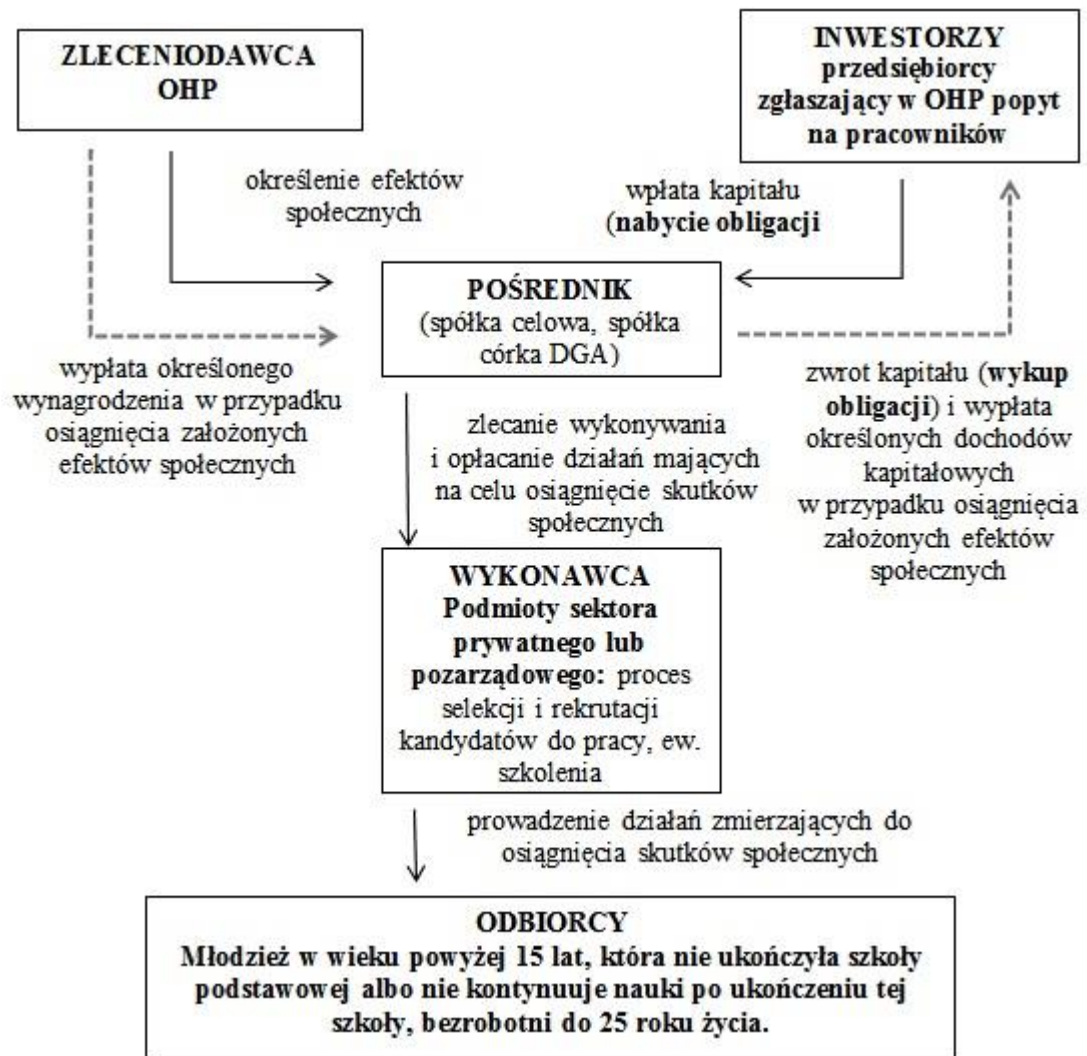 ZLECENIODAWCA
OHP
INWESTORZY
przedsiębiorcy
zgłaszający w OHP popyt
na pracowników
określenie efektów
społecznych
wpłata kapitału
(nabycie obligacji
POŚREDNIK
(spółka celowa, spółka
córka DGA)
wypłata określonego
wynagrodzenia w przypadku
osiągnięcia założonych
efektów społecznych
zwrot kapitału (wykup
obligacji) i wypłata
określonych dochodów
kapitałowych
w przypadku osiągnięcia
założonych efektów
społecznych
zlecanie wykonywania
i opłacanie działań mających
na celu osiągnięcie skutków
społecznych
WYKONAWCA
Podmioty sektora
prywatnego lub
pozarządowego: proces
selekcji i rekrutacji
kandydatów do pracy, ew.
szkolenia
prowadzenie działań zmierzających do
osiągnięcia skutków społecznych
ODBIORCY
Młodzież w wieku powyżej 15 lat, która nie ukończyła szkoły
podstawowej albo nie kontynuuje nauki po ukończeniu tej
szkoły, bezrobotni do 25 roku życia.